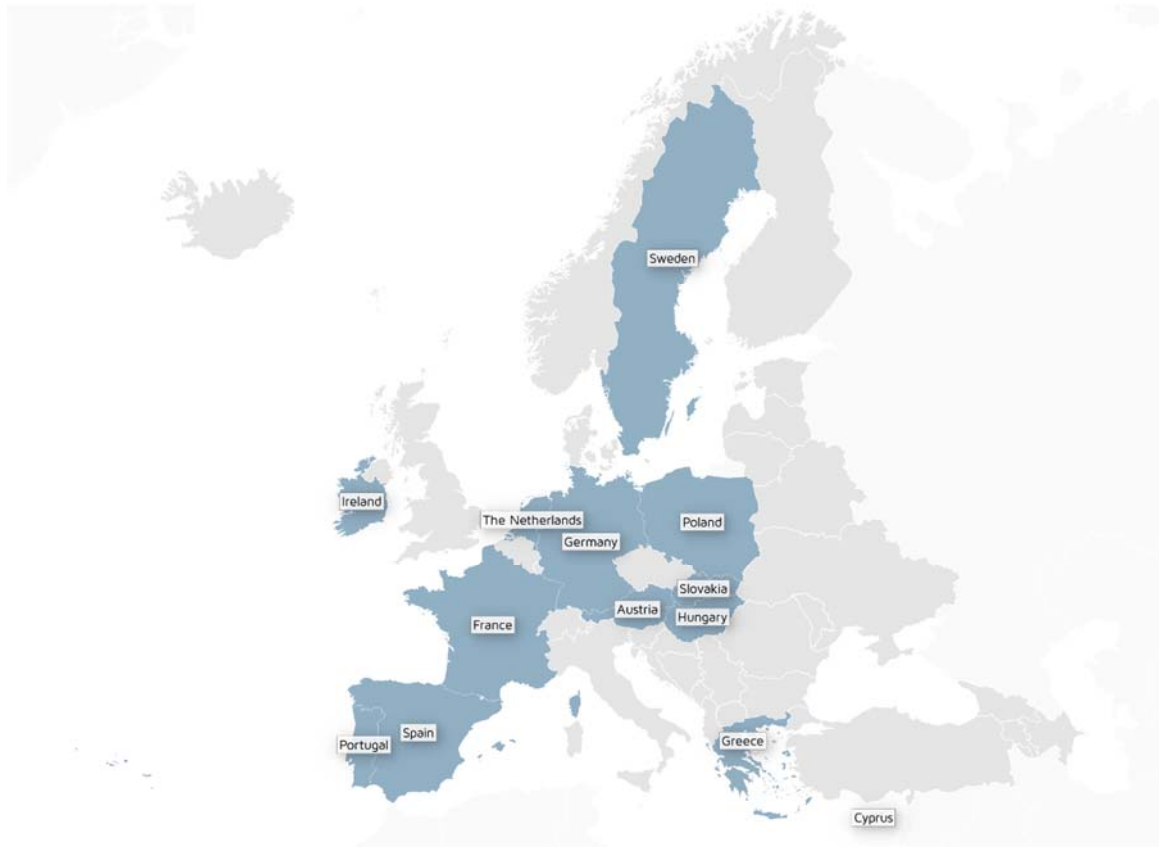 Sweden
Ireland
The Netherlands
Poland
Germany
Slovakia
Austria
Hungary
France
Spain
Greece
Portugal
Cyprus